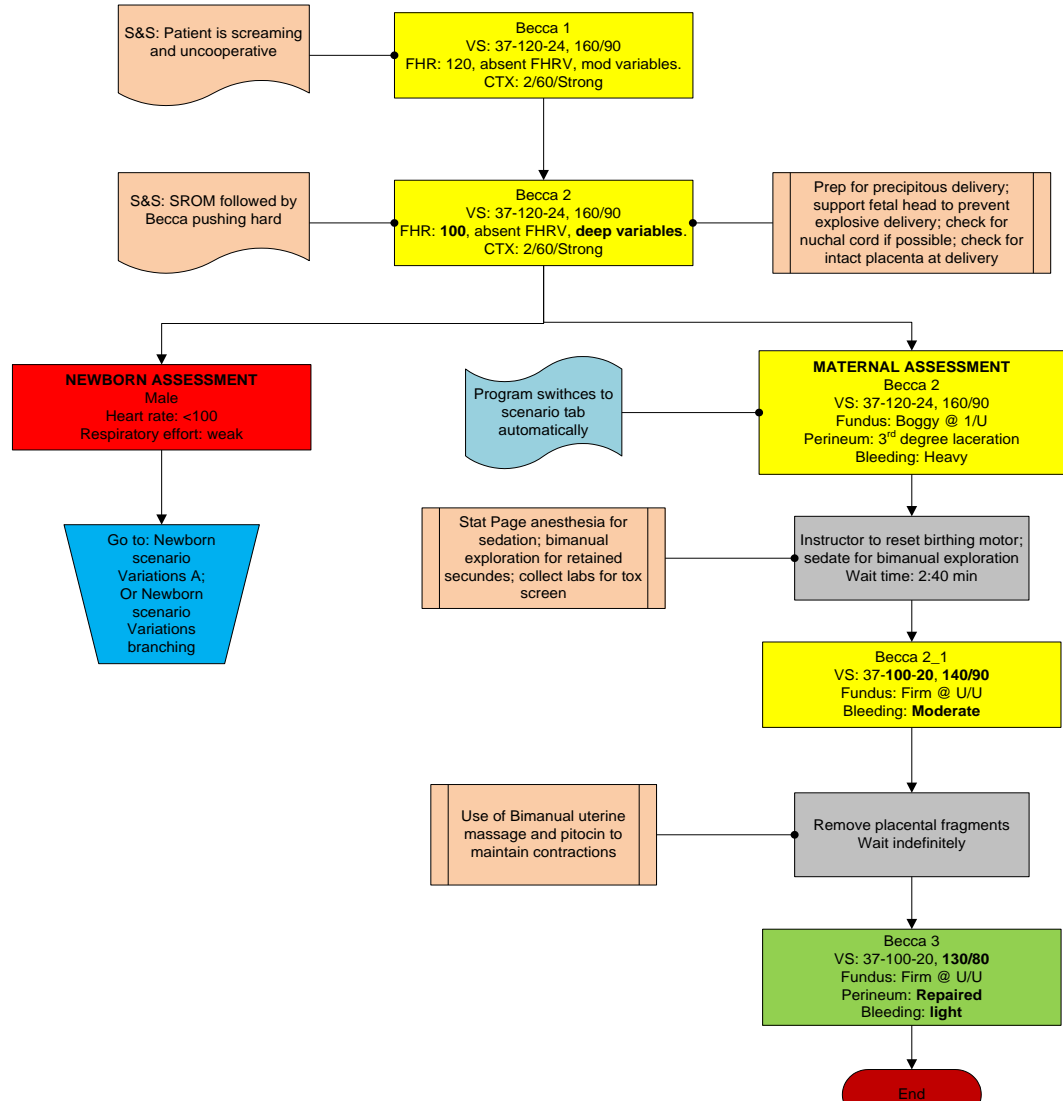 S&S: Patient is screaming
and uncooperative
Becca 1
VS: 37-120-24, 160/90
FHR: 120, absent FHRV, mod variables.
CTX: 2/60/Strong
S&S: SROM followed by
Becca pushing hard
Becca 2
VS: 37-120-24, 160/90
FHR: 100, absent FHRV, deep variables.
CTX: 2/60/Strong
Prep for precipitous delivery;
support fetal head to prevent
explosive delivery; check for
nuchal cord if possible; check for
intact placenta at delivery
NEWBORN ASSESSMENT
Male
Heart rate: <100
Respiratory effort: weak
Program swithces to
scenario tab
automatically
MATERNAL ASSESSMENT
Becca 2
VS: 37-120-24, 160/90
Fundus: Boggy @ 1/U
Perineum: 3rd degree laceration
Bleeding: Heavy
Go to: Newborn
scenario
Variations A;
Or Newborn
scenario
Variations
branching
Stat Page anesthesia for
sedation; bimanual
exploration for retained
secundes; collect labs for tox
screen
Instructor to reset birthing motor;
sedate for bimanual exploration
Wait time: 2:40 min
Becca 2_1
VS: 37-100-20, 140/90
Fundus: Firm @ U/U
Bleeding: Moderate
Use of Bimanual uterine
massage and pitocin to
maintain contractions
Remove placental fragments
Wait indefinitely
Becca 3
VS: 37-100-20, 130/80
Fundus: Firm @ U/U
Perineum: Repaired
Bleeding: light
End